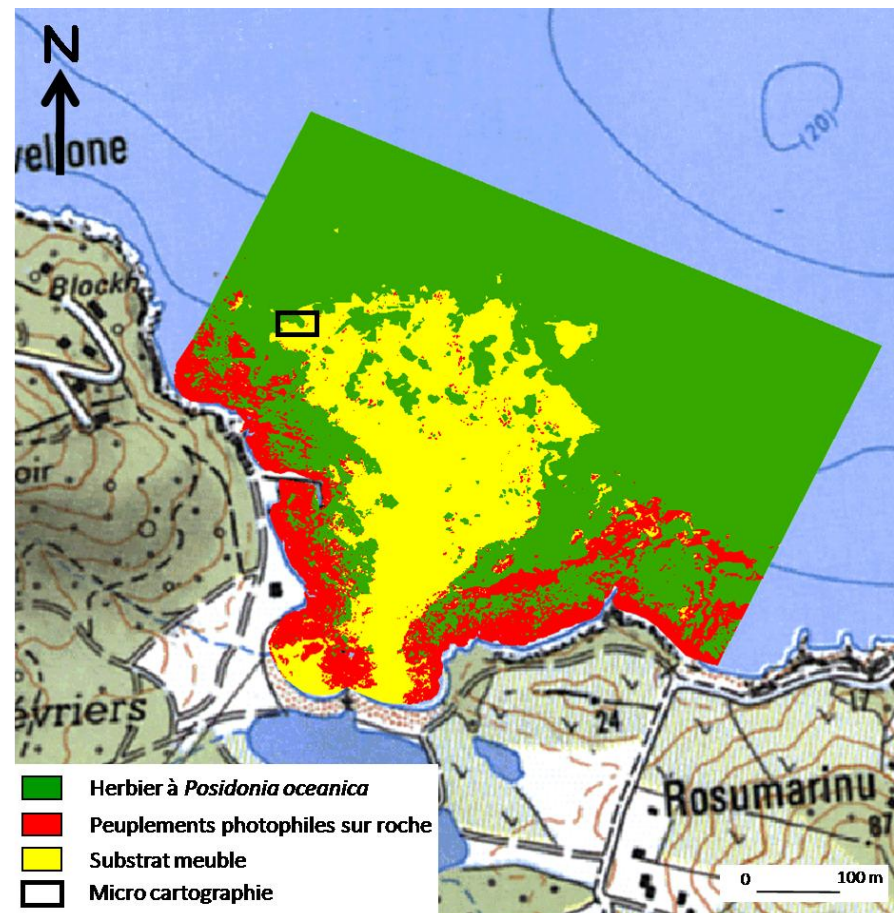 N
vellone
Blockh.
(20)
oir
évriers
24
17
Rosumarinu
87
Herbier à Posidonia oceanica
Peuplements photophiles sur roche
Substrat meuble
Micro cartographie
0 100 m